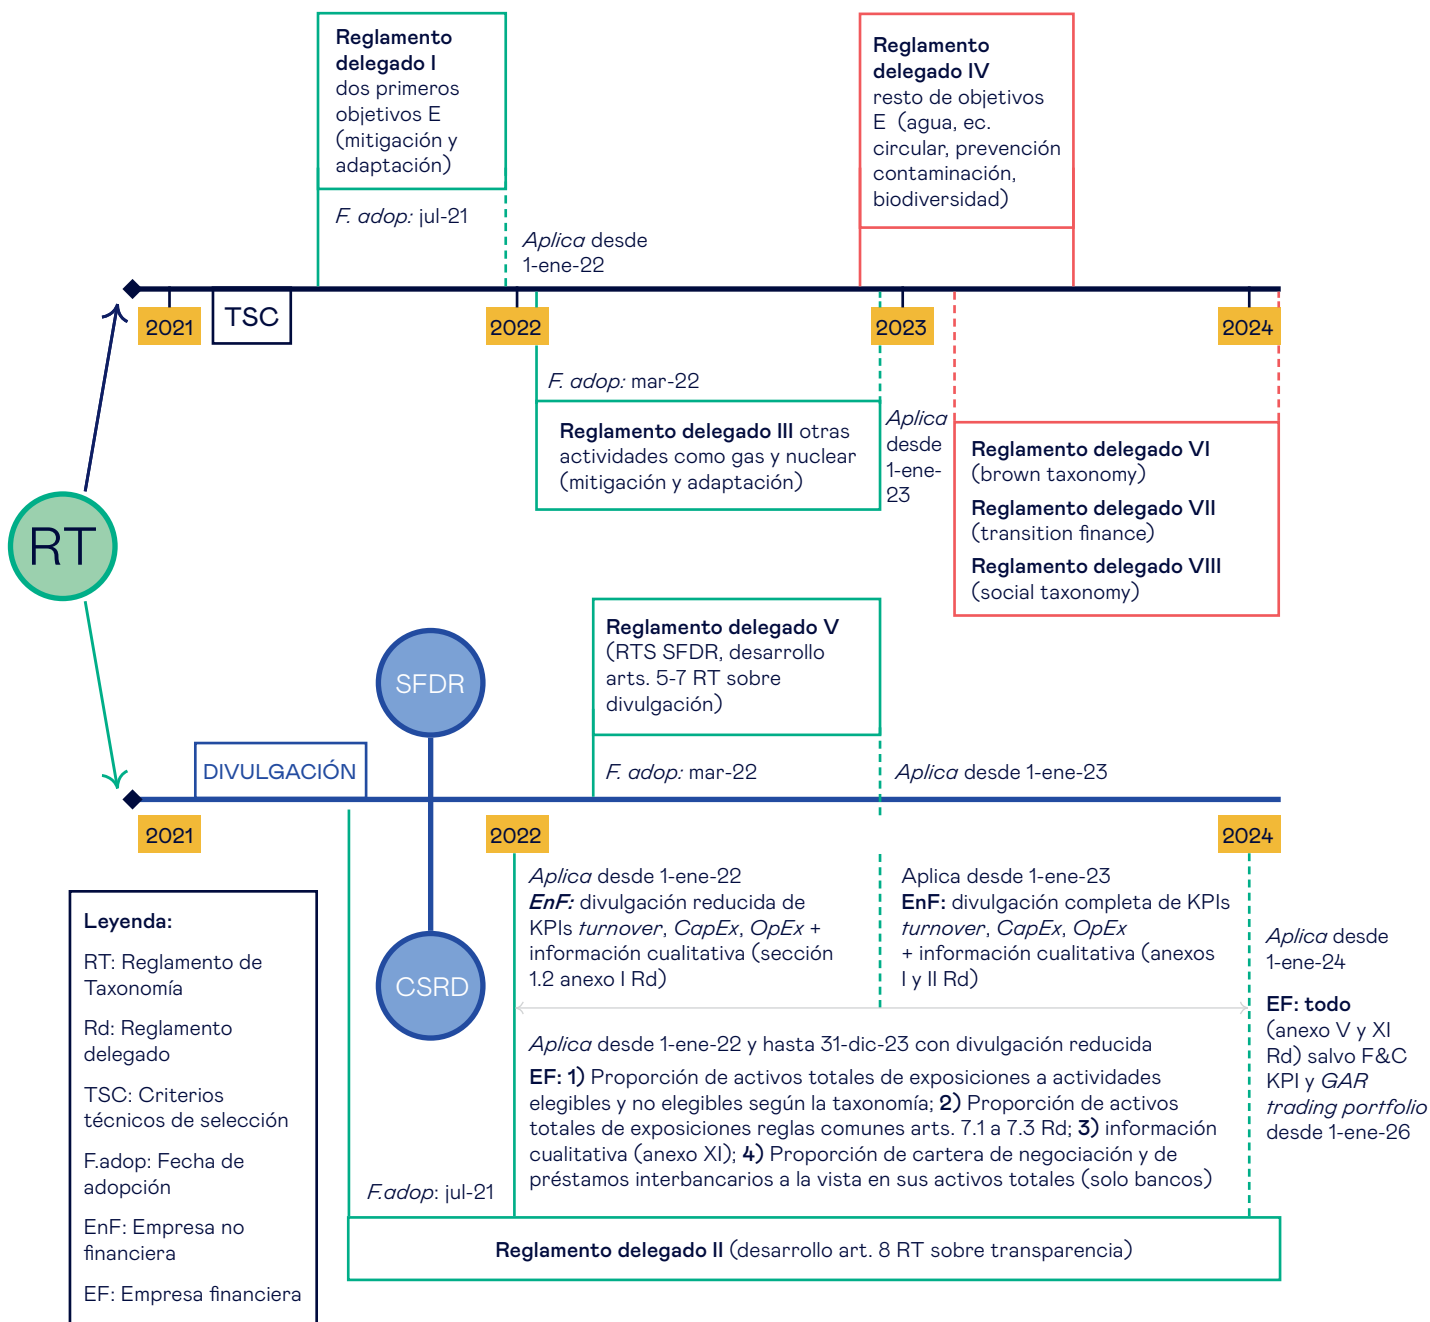 Reglamento
delegado I
dos primeros
objetivos E
(mitigación y
adaptación)
F. adop: jul-21
Aplica desde
1-ene-22
Reglamento
delegado IV
resto de objetivos
E (agua, ec.
circular, prevención
contaminación,
biodiversidad)
2021
TSC
2022
2023
2024
F. adop: mar-22
Reglamento delegado III otras
actividades como gas y nuclear
(mitigación y adaptación)
Aplica
desde
1-ene-
23
Reglamento delegado VI
(brown taxonomy)
Reglamento delegado VII
(transition finance)
Reglamento delegado VIII
(social taxonomy)
RT
SFDR
Reglamento delegado V
(RTS SFDR, desarrollo
arts. 5-7 RT sobre
divulgación)
DIVULGACIÓN
F. adop: mar-22
Aplica desde 1-ene-23
2021
2022
2024
CSRD
Aplica desde 1-ene-22
EnF: divulgación reducida de
KPIs turnover, CapEx, OpEx +
información cualitativa (sección
1.2 anexo I Rd)
Aplica desde 1-ene-23
EnF: divulgación completa de KPIs
turnover, CapEx, OpEx
+ información cualitativa (anexos
I y II Rd)
Aplica desde
1-ene-24
EF: todo
(anexo V y XI
Rd) salvo F&C
KPI y GAR
trading portfolio
desde 1-ene-26
Aplica desde 1-ene-22 y hasta 31-dic-23 con divulgación reducida
EF: 1) Proporción de activos totales de exposiciones a actividades
elegibles y no elegibles según la taxonomía; 2) Proporción de activos
totales de exposiciones reglas comunes arts. 7.1 a 7.3 Rd; 3) información
cualitativa (anexo XI); 4) Proporción de cartera de negociación y de
préstamos interbancarios a la vista en sus activos totales (solo bancos)
F.adop: jul-21
Reglamento delegado II (desarrollo art. 8 RT sobre transparencia)
Leyenda:
RT: Reglamento de
Taxonomía
Rd: Reglamento
delegado
TSC: Criterios
técnicos de selección
F.adop: Fecha de
adopción
EnF: Empresa no
financiera
EF: Empresa financiera